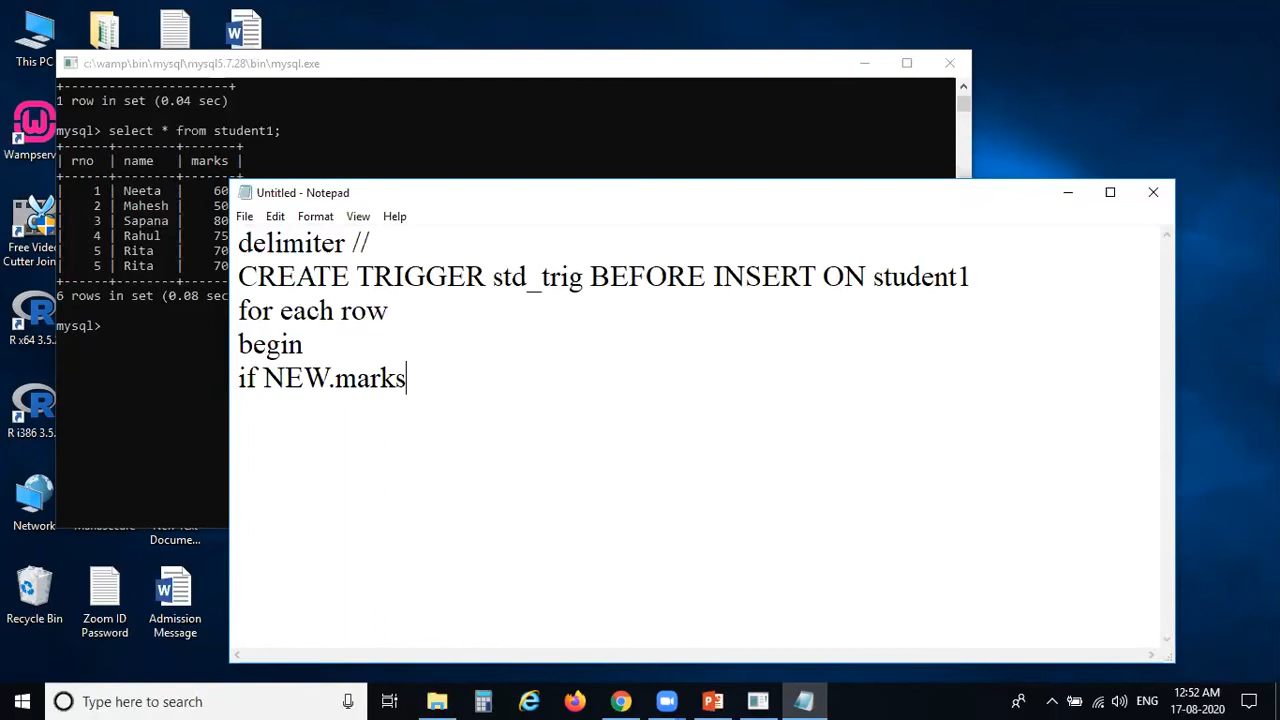 This PC
c:\wamp\bin\mysql\mysql5.7.28\bin\mysql.exe
+----------------------+
1 row in set (0.04 sec)
mysql> select * from student1;
+------+--------+-------+
| rno | name | marks |
+------+--------+-------+
| 1 | Neeta | 60
| 2 | Mahesh | 50
| 3 | Sapana | 80
| 4 | Rahul | 75
| 5 | Rita | 70
| 5 | Rita | 70
+------+--------+-------
6 rows in set (0.08 sec
mysql>
Wampserv
Free Video
Cutter Join
R x64 3.5.
R i386 3.5.
Network
Docume...
Recycle Bin
Zoom ID
Password
Admission
Message
Untitled - Notepad
File Edit Format View Help
delimiter //
CREATE TRIGGER std_trig BEFORE INSERT ON student1
for each row
begin
if NEW.marks
Type here to search
ENG
12:52 AM
17-08-2020